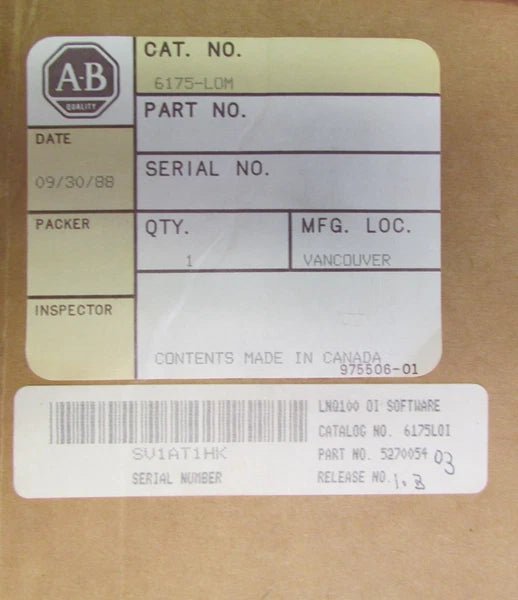 A-B
QUALITY
CAT. NO.
6175-LOM
PART NO.
DATE
09/30/88
SERIAL NO.
PACKER
QTY.
1
MFG. LOC.
VANCOUVER
INSPECTOR
CONTENTS MADE IN CANADA
975506-01
SV1AT1HK
SERIAL NUMBER
LNQ100 OI SOFTWARE
CATALOG NO. 6175LOI
PART NO. 5270054 03
RELEASE NO. 1.3